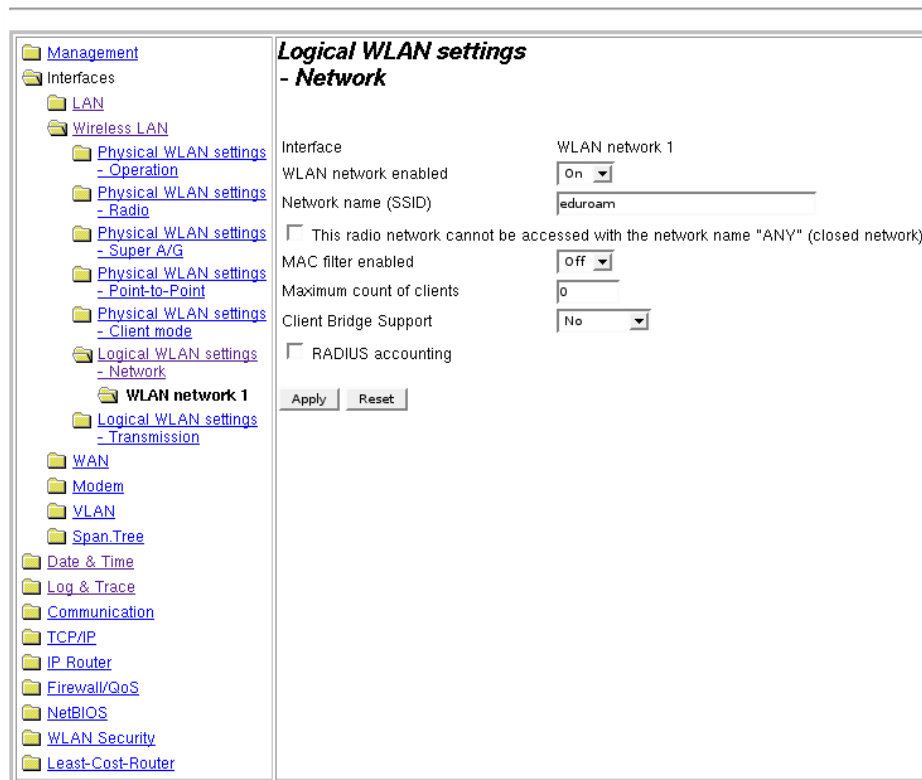 Management
Interfaces
LAN
Wireless LAN
Physical WLAN settings
- Operation
Physical WLAN settings
- Radio
Physical WLAN settings
- Super A/G
Physical WLAN settings
- Point-to-Point
Physical WLAN settings
- Client mode
Logical WLAN settings
- Network
WLAN network 1
Logical WLAN settings
- Transmission
WAN
Modem
VLAN
Span.Tree
Date & Time
Log & Trace
Communication
TCP/IP
IP Router
Firewall/QoS
NetBIOS
WLAN Security
Least-Cost-Router
Logical WLAN settings
- Network
Interface WLAN network 1
WLAN network enabled On
Network name (SSID) eduroam
This radio network cannot be accessed with the network name "ANY" (closed network)
MAC filter enabled Off
Maximum count of clients 0
Client Bridge Support No
RADIUS accounting
Apply Reset